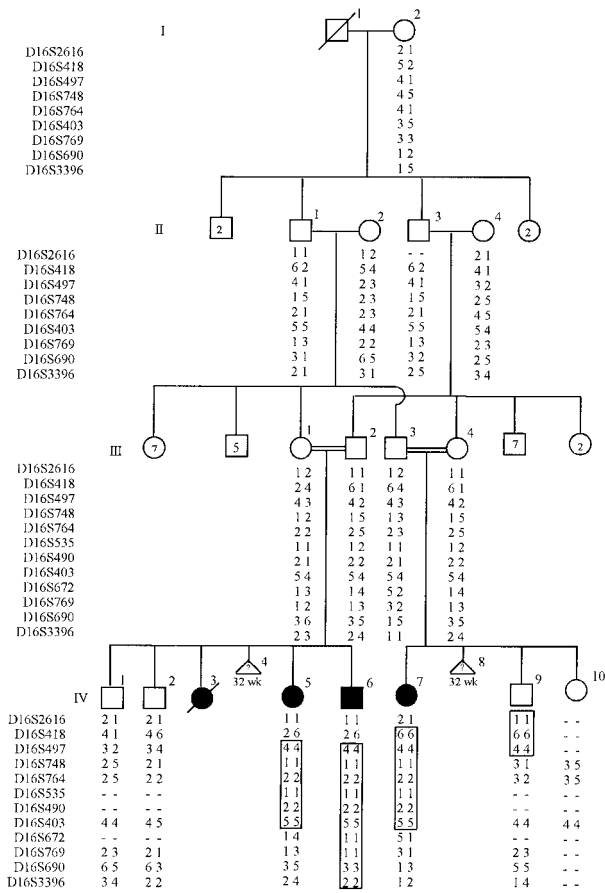 I 1 2
D16S2616 2 1
D16S418 5 2
D16S497 4 1
D16S748 4 5
D16S764 4 1
D16S403 3 5
D16S769 3 3
D16S690 1 2
D16S3396 1 5
II 2 1 2 3 4 2
D16S2616 1 1 1 2 - - 2 1
D16S418 6 2 5 4 6 2 4 1
D16S497 4 1 2 3 4 1 3 2
D16S748 1 5 2 3 1 5 2 5
D16S764 2 1 2 3 2 1 4 5
D16S403 5 5 4 4 5 5 5 4
D16S769 1 3 2 2 1 3 2 3
D16S690 3 1 6 5 3 2 2 5
D16S3396 2 1 3 1 2 5 3 4
III 7 5 1 2 3 4 7 2
D16S2616 1 2 1 1 1 2 1 1
D16S418 2 4 6 1 6 4 6 1
D16S497 4 3 4 2 4 3 4 2
D16S748 1 2 1 5 1 3 1 5
D16S764 2 2 2 5 2 3 2 5
D16S535 1 1 1 2 1 1 1 2
D16S490 2 1 2 2 2 1 2 2
D16S403 5 4 5 4 5 4 5 4
D16S672 1 3 1 4 5 2 1 4
D16S769 1 2 1 3 3 2 1 3
D16S690 3 6 3 5 1 5 3 5
D16S3396 2 3 2 4 1 1 2 4
IV 1 2 3 ? 4 5 6 7 ? 8 9 10
32 wk 32 wk
D16S2616 2 1 2 1 1 1 1 1 2 1 1 1 - -
D16S418 4 1 4 6 2 6 2 6 6 6 6 6 - -
D16S497 3 2 3 4 4 4 4 4 4 4 4 4 - -
D16S748 2 5 2 1 1 1 1 1 1 1 3 1 3 5
D16S764 2 5 2 2 2 2 2 2 2 2 3 2 3 5
D16S535 - - - - 1 1 1 1 1 1 - - - -
D16S490 - - - - 2 2 2 2 2 2 - - - -
D16S403 4 4 4 5 5 5 5 5 5 5 4 4 4 4
D16S672 - - - - 1 4 1 1 5 1 - - - -
D16S769 2 3 2 1 1 3 1 1 3 1 2 3 - -
D16S690 6 5 6 3 3 5 3 3 1 3 5 5 - -
D16S3396 3 4 2 2 2 4 2 2 1 2 1 4 - -